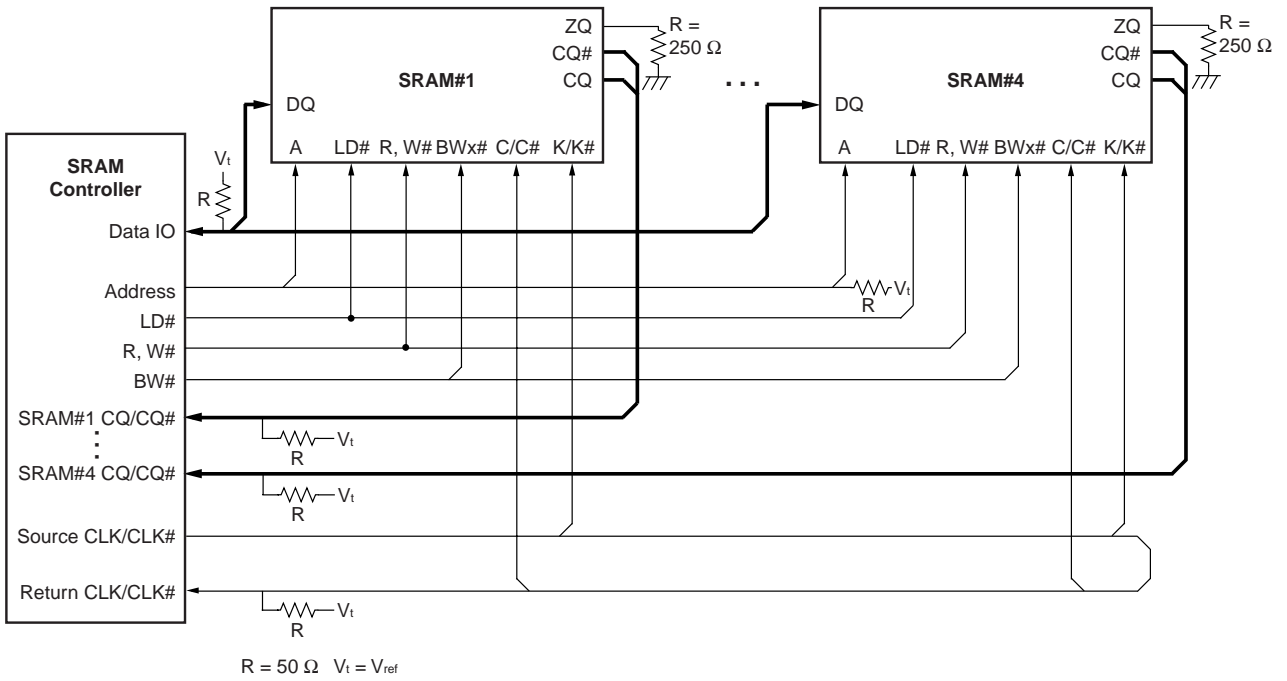 ZQ
R =
250 Ω
CQ#
SRAM#1
CQ
DQ
A LD# R, W# BWx# C/C# K/K#
. . .
ZQ
R =
250 Ω
CQ#
SRAM#4
CQ
DQ
A LD# R, W# BWx# C/C# K/K#
SRAM
Controller
Vt
R
Data IO
Address
R
Vt
LD#
R, W#
BW#
SRAM#1 CQ/CQ#
Vt
R
SRAM#4 CQ/CQ#
Vt
R
Source CLK/CLK#
Return CLK/CLK#
Vt
R
R = 50 Ω Vt = Vref